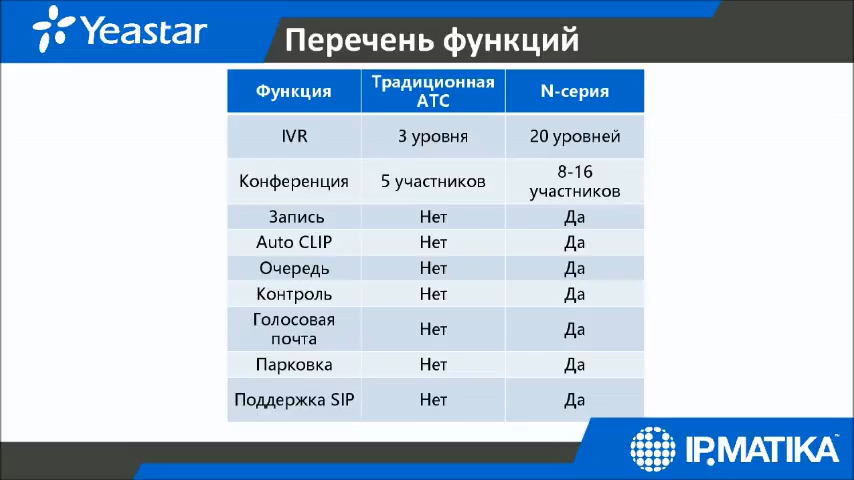 Yeastar
Перечень функций
Функция Традиционная АТС N-серия
IVR 3 уровня 20 уровней
Конференция 5 участников 8-16 участников
Запись Нет Да
Auto CLIP Нет Да
Очередь Нет Да
Контроль Нет Да
Голосовая почта Нет Да
Парковка Нет Да
Поддержка SIP Нет Да
IP.MATIKA